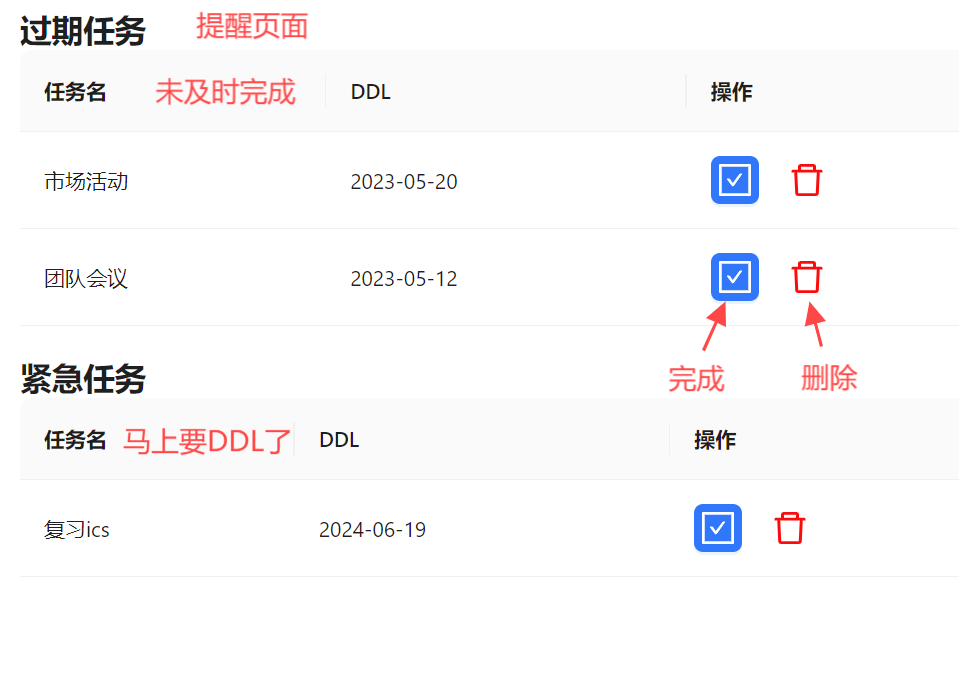 过期任务 提醒页面
任务名 未及时完成 DDL 操作
市场活动 2023-05-20
团队会议 2023-05-12
完成 删除
紧急任务
任务名 马上要DDL了 DDL 操作
复习ics 2024-06-19